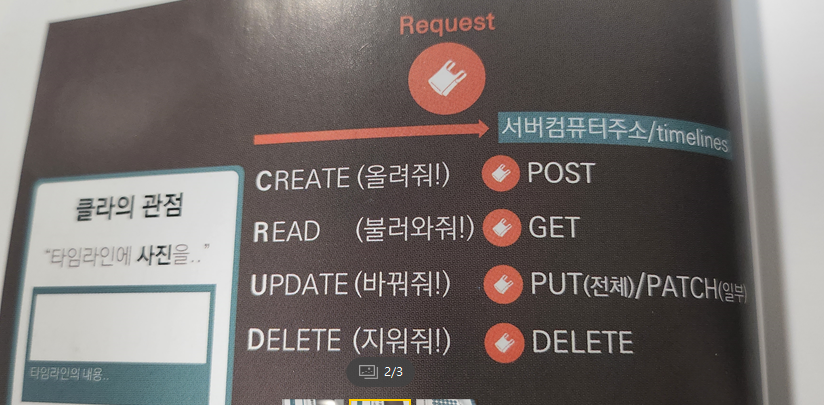 Request
서버컴퓨터주소/timelines
CREATE (올려줘!) POST
READ (불러와줘!) GET
UPDATE (바꿔줘!) PUT(전체)/PATCH(일부)
DELETE (지워줘!) DELETE
클라의 관점
“타임라인에 사진을..”
타임라인의 내용..
2/3